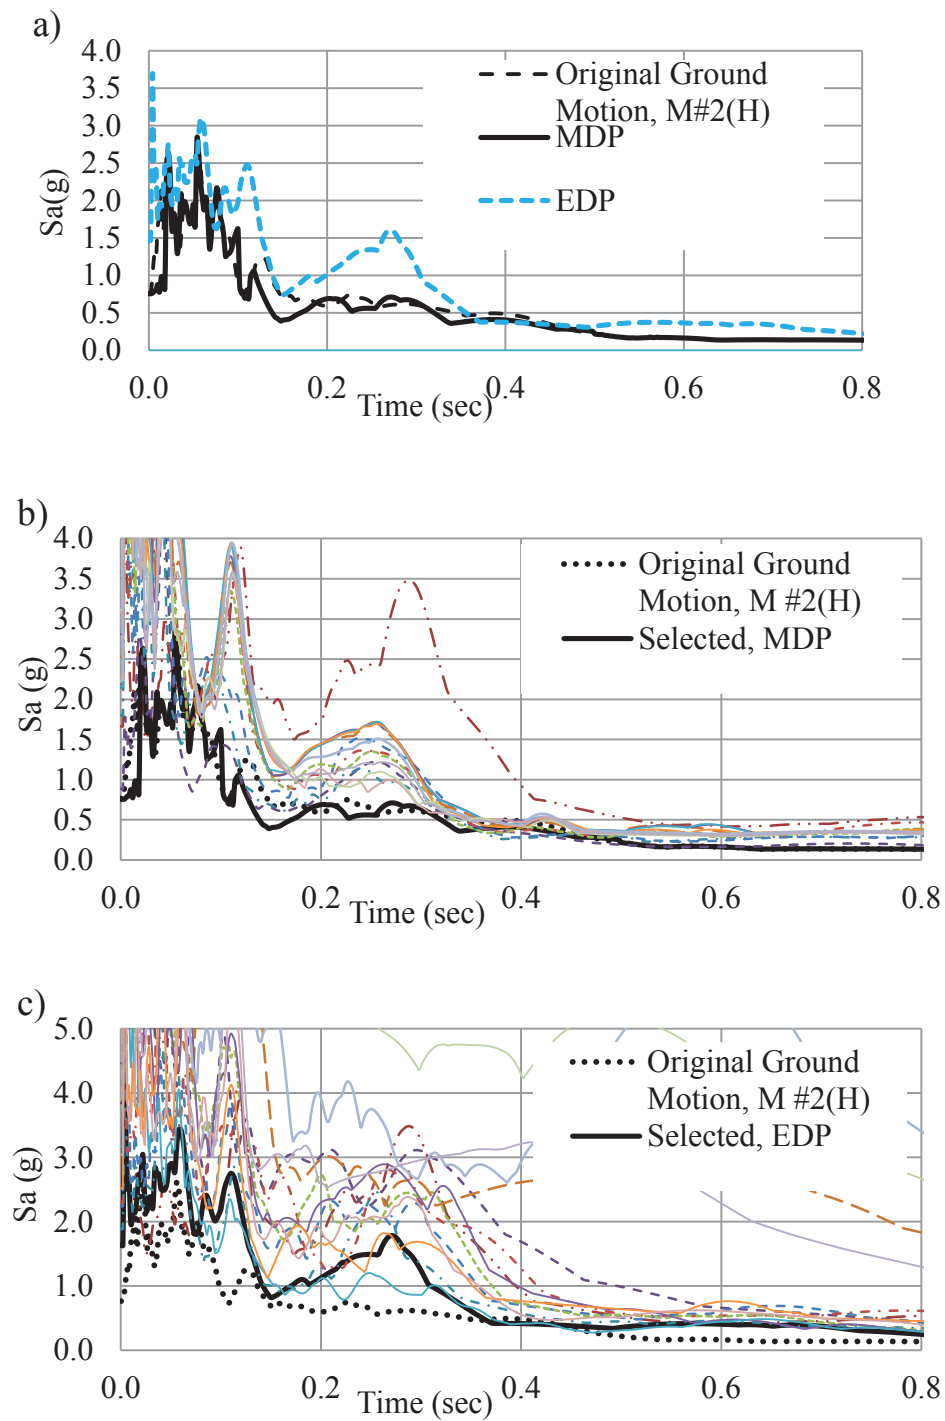 a)
4.0
3.5
3.0
2.5
2.0
1.5
1.0
0.5
0.0
Sa(g)
Original Ground
Motion, M#2(H)
MDP
EDP
0.0 0.2 0.4 0.6 0.8
Time (sec)
b)
4.0
3.5
3.0
2.5
2.0
1.5
1.0
0.5
0.0
Sa (g)
Original Ground
Motion, M #2(H)
Selected, MDP
0.0 0.2 0.4 0.6 0.8
Time (sec)
c)
5.0
4.0
3.0
2.0
1.0
0.0
Sa (g)
Original Ground
Motion, M #2(H)
Selected, EDP
0.0 0.2 0.4 0.6 0.8
Time (sec)